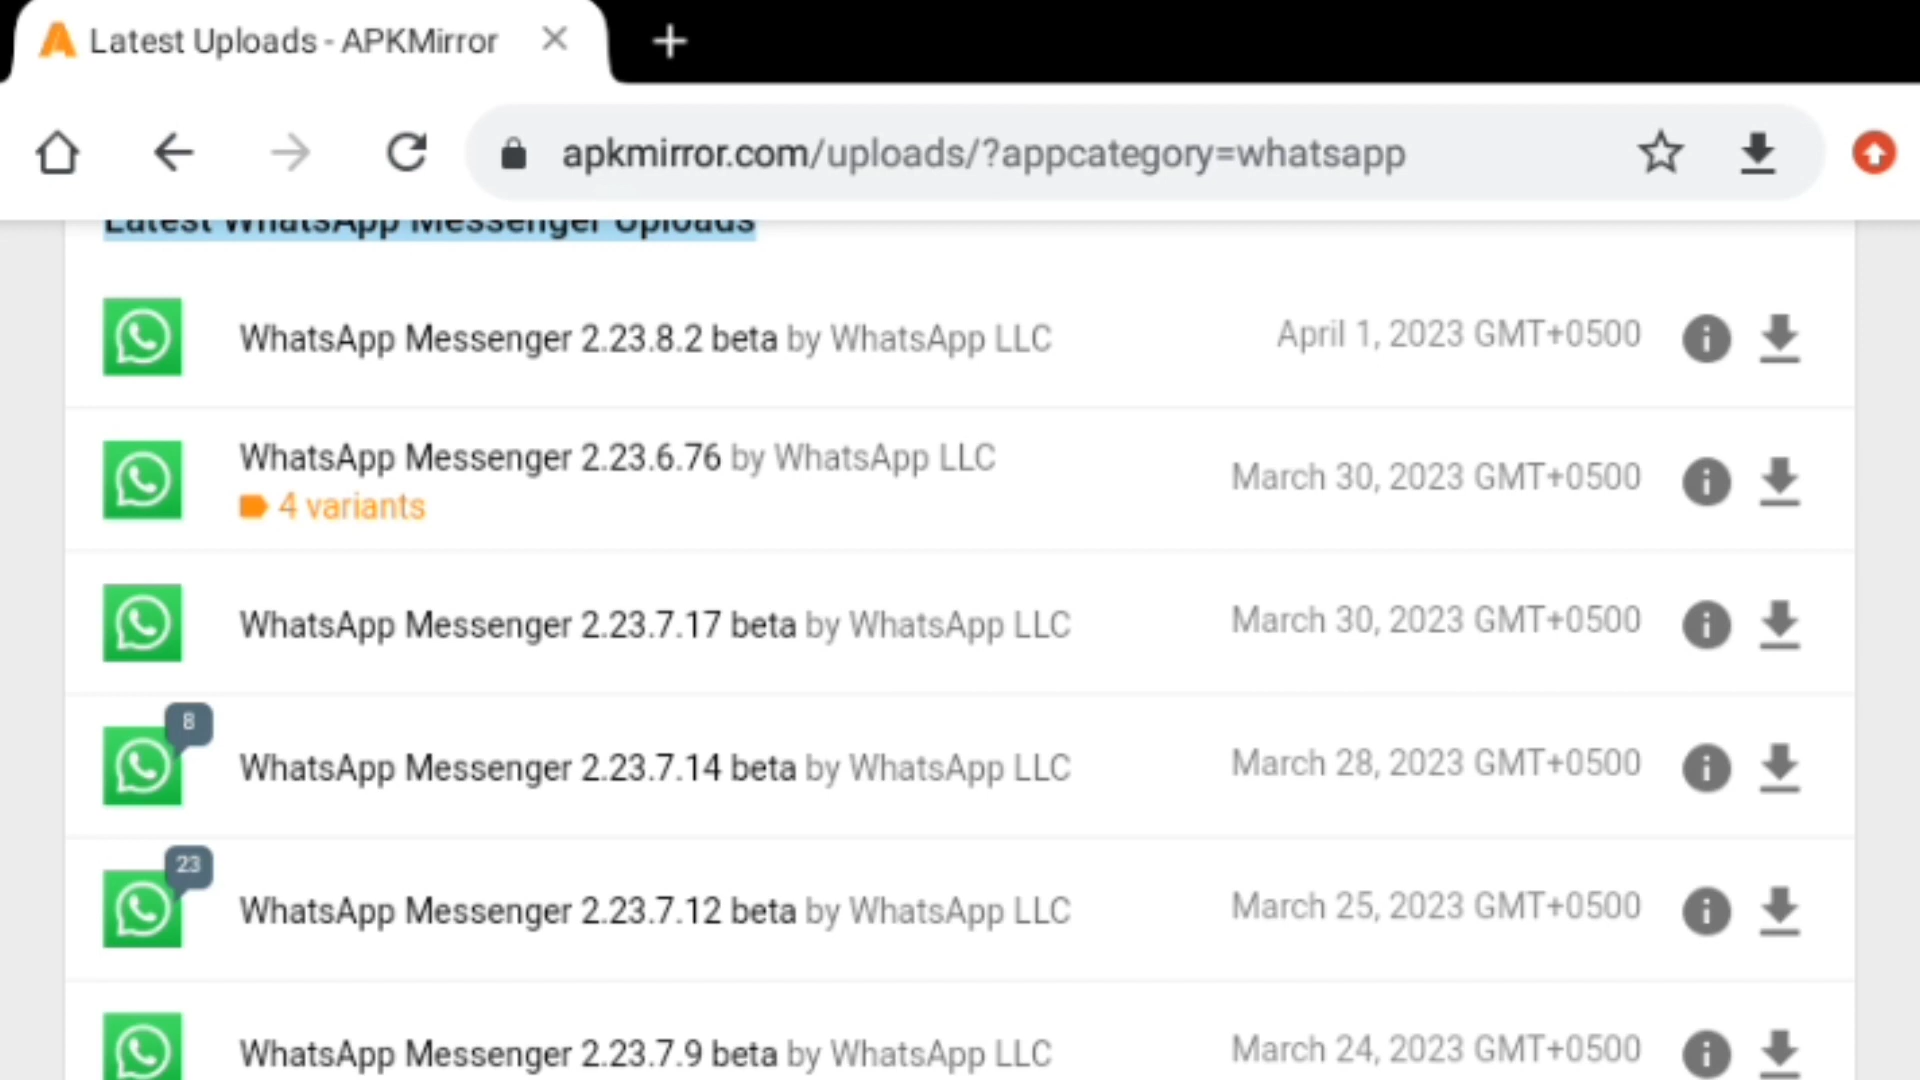 Latest Uploads - APKMirror
apkmirror.com/uploads/?appcategory=whatsapp
Latest WhatsApp Messenger Uploads
WhatsApp Messenger 2.23.8.2 beta by WhatsApp LLC April 1, 2023 GMT+0500
WhatsApp Messenger 2.23.6.76 by WhatsApp LLC March 30, 2023 GMT+0500
4 variants
WhatsApp Messenger 2.23.7.17 beta by WhatsApp LLC March 30, 2023 GMT+0500
8
WhatsApp Messenger 2.23.7.14 beta by WhatsApp LLC March 28, 2023 GMT+0500
23
WhatsApp Messenger 2.23.7.12 beta by WhatsApp LLC March 25, 2023 GMT+0500
WhatsApp Messenger 2.23.7.9 beta by WhatsApp LLC March 24, 2023 GMT+0500